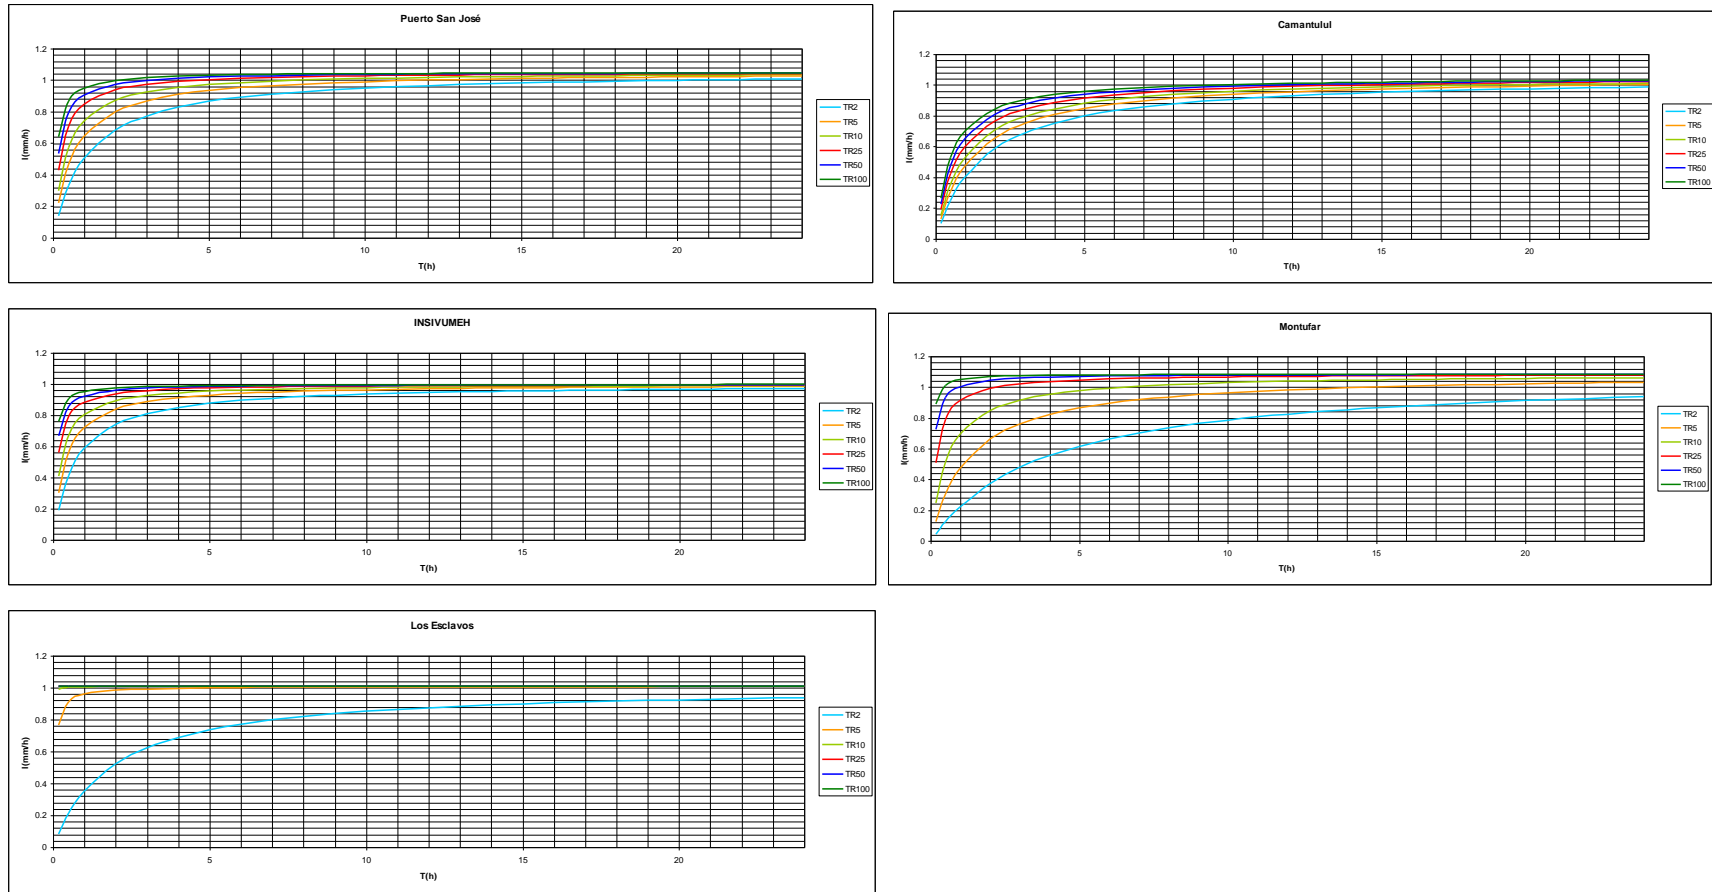 Puerto San José
I(mm/h)
1.2
1
0.8
0.6
0.4
0.2
0
0 5 10 15 20
T(h)
TR2
TR5
TR10
TR25
TR50
TR100
Camantulul
I(mm/h)
1.2
1
0.8
0.6
0.4
0.2
0
0 5 10 15 20
T(h)
TR2
TR5
TR10
TR25
TR50
TR100
INSIVUMEH
I(mm/h)
1.2
1
0.8
0.6
0.4
0.2
0
0 5 10 15 20
T(h)
TR2
TR5
TR10
TR25
TR50
TR100
Montufar
I(mm/h)
1.2
1
0.8
0.6
0.4
0.2
0
0 5 10 15 20
T(h)
TR2
TR5
TR10
TR25
TR50
TR100
Los Esclavos
I(mm/h)
1.2
1
0.8
0.6
0.4
0.2
0
0 5 10 15 20
T(h)
TR2
TR5
TR10
TR25
TR50
TR100